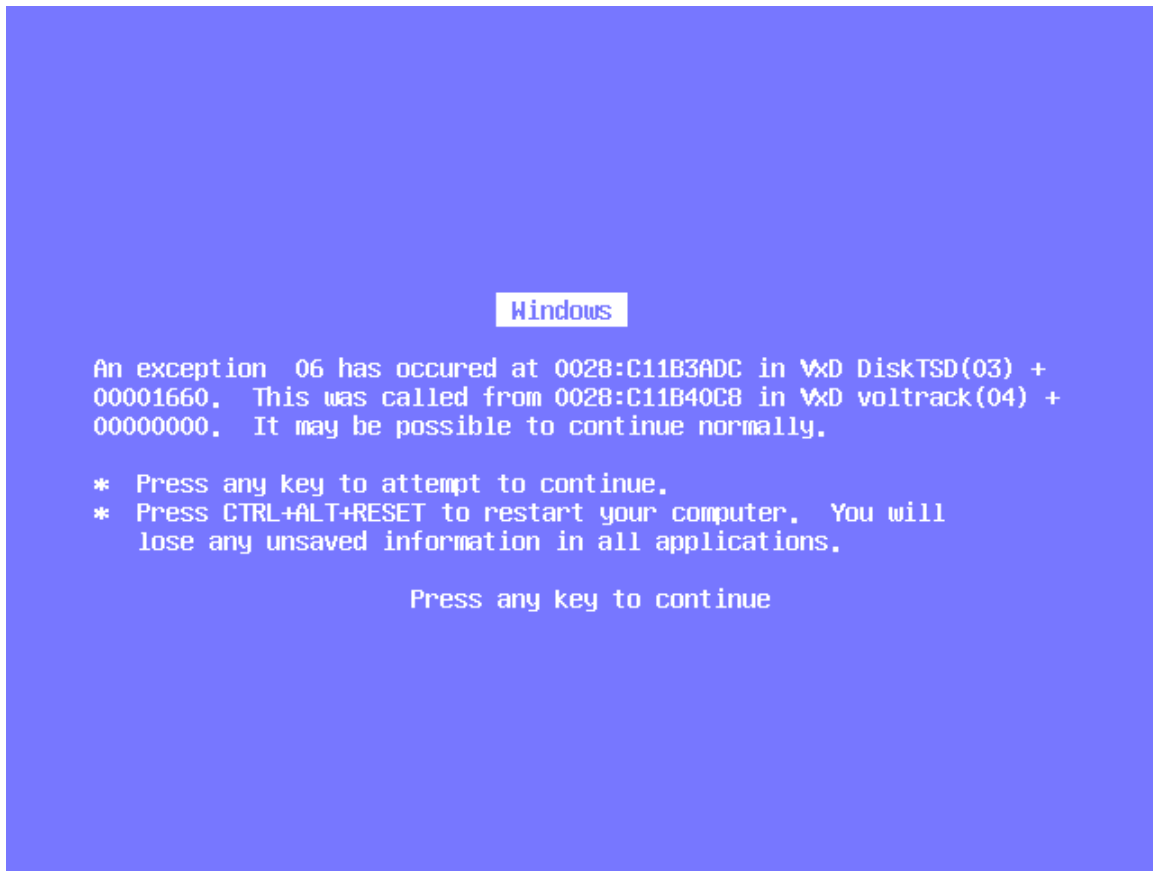 Windows
An exception  06 has occured at 0028:C11B3ADC in VxD DiskTSD(03) +
00001660.  This was called from 0028:C11B40C8 in VxD voltrack(04) +
00000000.  It may be possible to continue normally.
*  Press any key to attempt to continue.
*  Press CTRL+ALT+RESET to restart your computer.  You will
lose any unsaved information in all applications.
Press any key to continue